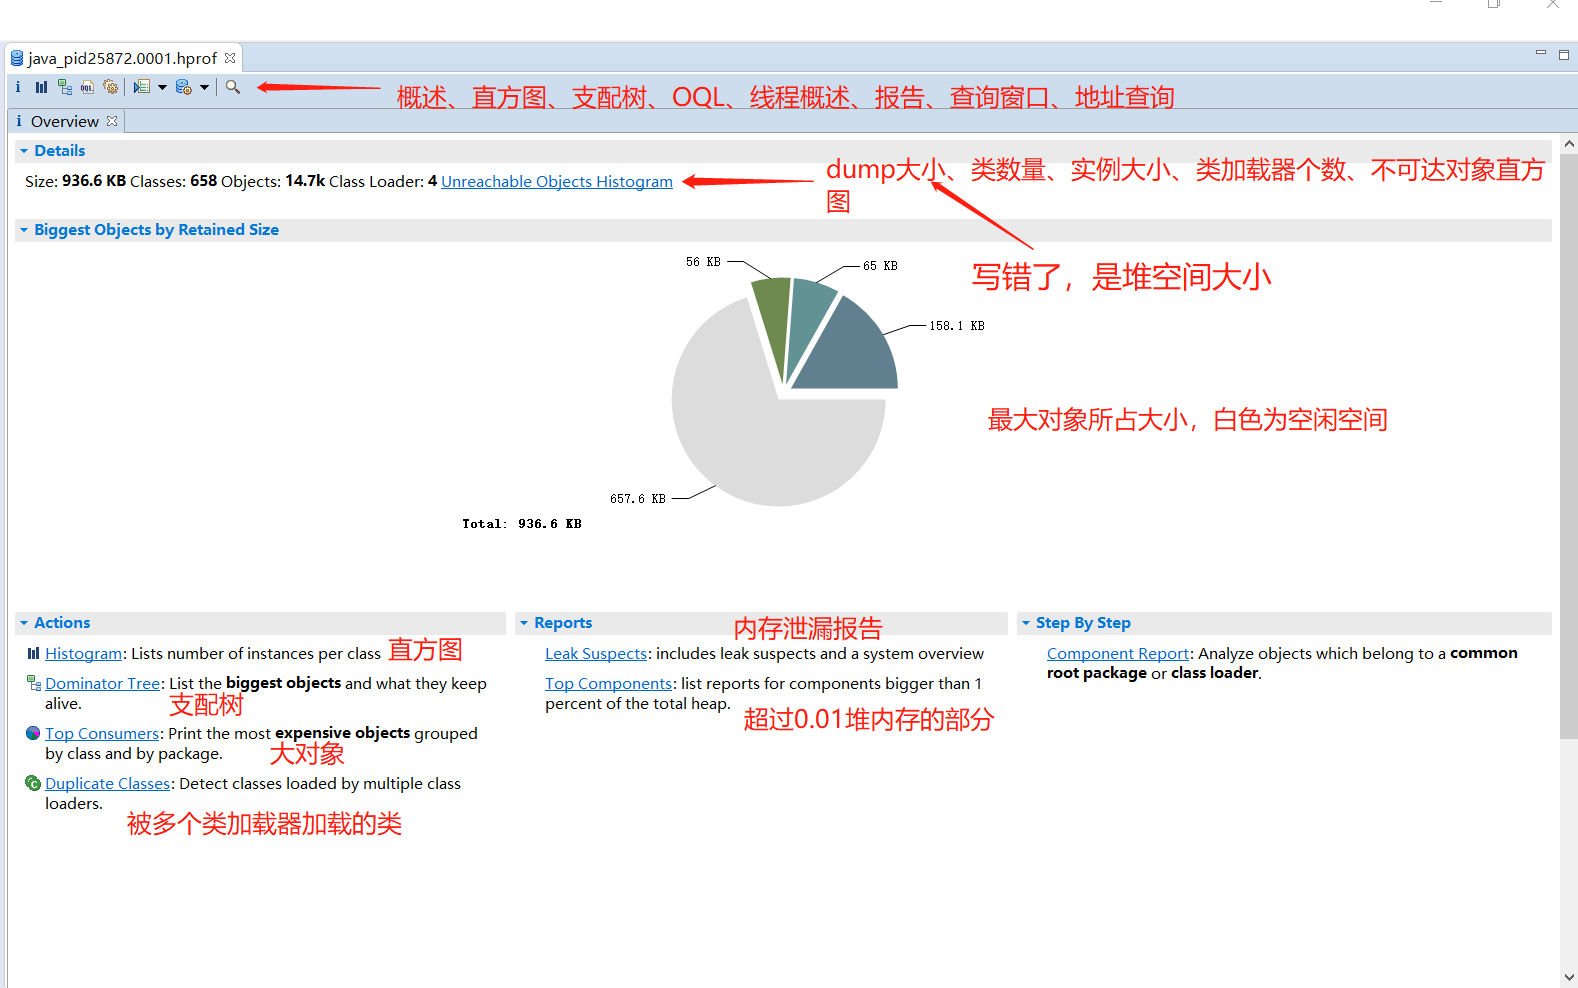 java_pid25872.0001.hprof
概述、直方图、支配树、OQL、线程概述、报告、查询窗口、地址查询
i Overview
Details
Size: 936.6 KB Classes: 658 Objects: 14.7k Class Loader: 4 Unreachable Objects Histogram
dump大小、类数量、实例大小、类加载器个数、不可达对象直方
图
Biggest Objects by Retained Size
写错了，是堆空间大小
56 KB
65 KB
158.1 KB
最大对象所占大小，白色为空闲空间
657.6 KB
Total: 936.6 KB
Actions
Histogram: Lists number of instances per class
直方图
Dominator Tree: List the biggest objects and what they keep
alive.
支配树
Top Consumers: Print the most expensive objects grouped
by class and by package.
大对象
Duplicate Classes: Detect classes loaded by multiple class
loaders.
被多个类加载器加载的类
Reports
内存泄漏报告
Leak Suspects: includes leak suspects and a system overview
Top Components: list reports for components bigger than 1
percent of the total heap.
超过0.01堆内存的部分
Step By Step
Component Report: Analyze objects which belong to a common
root package or class loader.